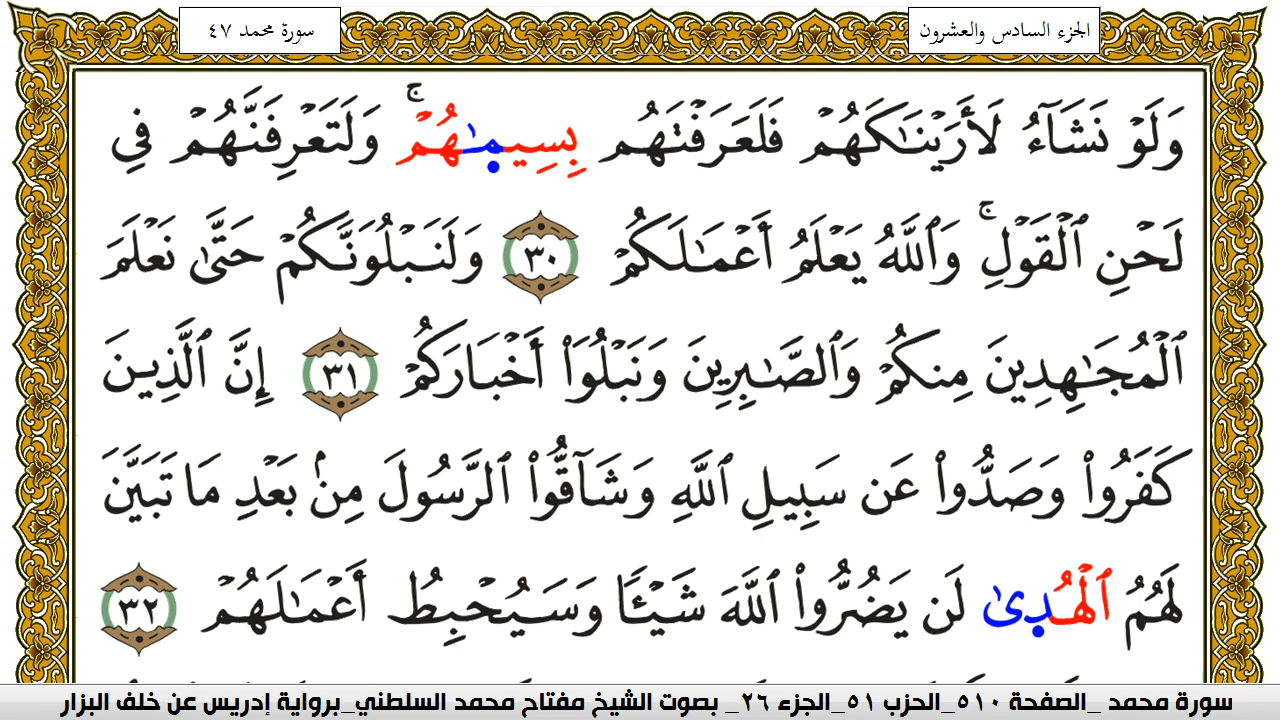 الجزء السادس والعشرون
سورة محمد ٤٧
وَلَوْ نَشَآءُ لَأَرَيْنَٰكَهُمْ فَلَعَرَفْتَهُم بِسِيمَٰهُمْۚ وَلَتَعْرِفَنَّهُمْ فِي
لَحْنِ ٱلْقَوْلِۚ وَٱللَّهُ يَعْلَمُ أَعْمَٰلَكُمْ ٣٠ وَلَنَبْلُوَنَّكُمْ حَتَّىٰ نَعْلَمَ
ٱلْمُجَٰهِدِينَ مِنكُمْ وَٱلصَّٰبِرِينَ وَنَبْلُوَا۟ أَخْبَارَكُمْ ٣١ إِنَّ ٱلَّذِينَ
كَفَرُوا۟ وَصَدُّوا۟ عَن سَبِيلِ ٱللَّهِ وَشَآقُّوا۟ ٱلرَّسُولَ مِنۢ بَعْدِ مَا تَبَيَّنَ
لَهُمُ ٱلْهُدىٰ لَن يَضُرُّوا۟ ٱللَّهَ شَيْـًٔا وَسَيُحْبِطُ أَعْمَٰلَهُمْ ٣٢
سورة محمد _الصفحة ٥١٠_الحزب ٥١_الجزء ٢٦_ بصوت الشيخ مفتاح محمد السلطني_برواية إدريس عن خلف البزار